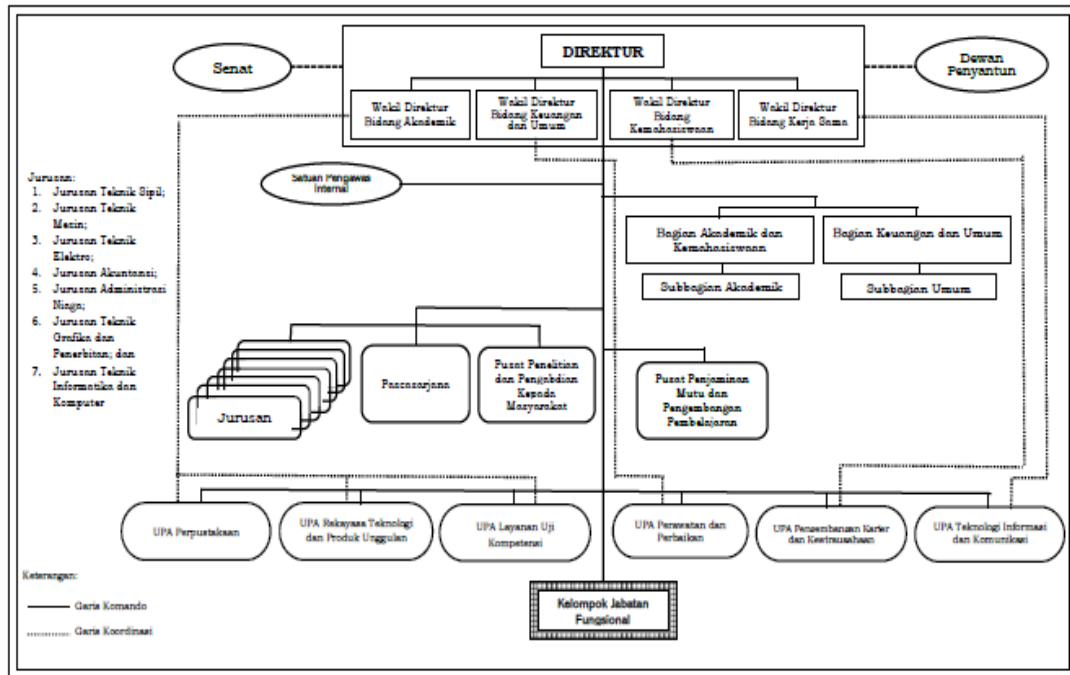 DIREKTUR
Senat
Dewan
Penyantun
Wakil Direktur
Bidang Akademik
Wakil Direktur
Bidang Keuangan
dan Umum
Wakil Direktur
Bidang
Kemahasiswaan
Wakil Direktur
Bidang Kerja Sama
Satuan Pengawas
Internal
Jurusan:
1. Jurusan Teknik Sipil;
2. Jurusan Teknik
Mesin;
3. Jurusan Teknik
Elektro;
4. Jurusan Akuntansi;
5. Jurusan Administrasi
Niaga;
6. Jurusan Teknik
Grafika dan
Penerbitan; dan
7. Jurusan Teknik
Informatika dan
Komputer
Bagian Akademik dan
Kemahasiswaan
Bagian Keuangan dan Umum
Subbagian Akademik
Subbagian Umum
Jurusan
Pascasarjana
Pusat Penelitian
dan Pengabdian
Kepada
Masyarakat
Pusat Penjaminan
Mutu dan
Pengembangan
Pembelajaran
UPA Perpustakaan
UPA Rekayasa Teknologi
dan Produk Unggulan
UPA Layanan Uji
Kompetensi
UPA Perawatan dan
Perbaikan
UPA Pengembangan Karier
dan Kewirausahaan
UPA Teknologi Informasi
dan Komunikasi
Keterangan:
Garis Komando
Garis Koordinasi
Kelompok Jabatan
Fungsional